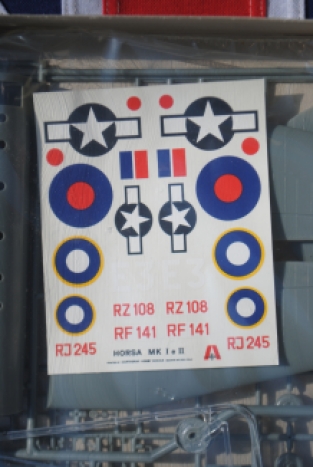 RZ 108 RZ 108
RF 141 RF 141
RJ 245 RJ 245
HORSA MK I e II